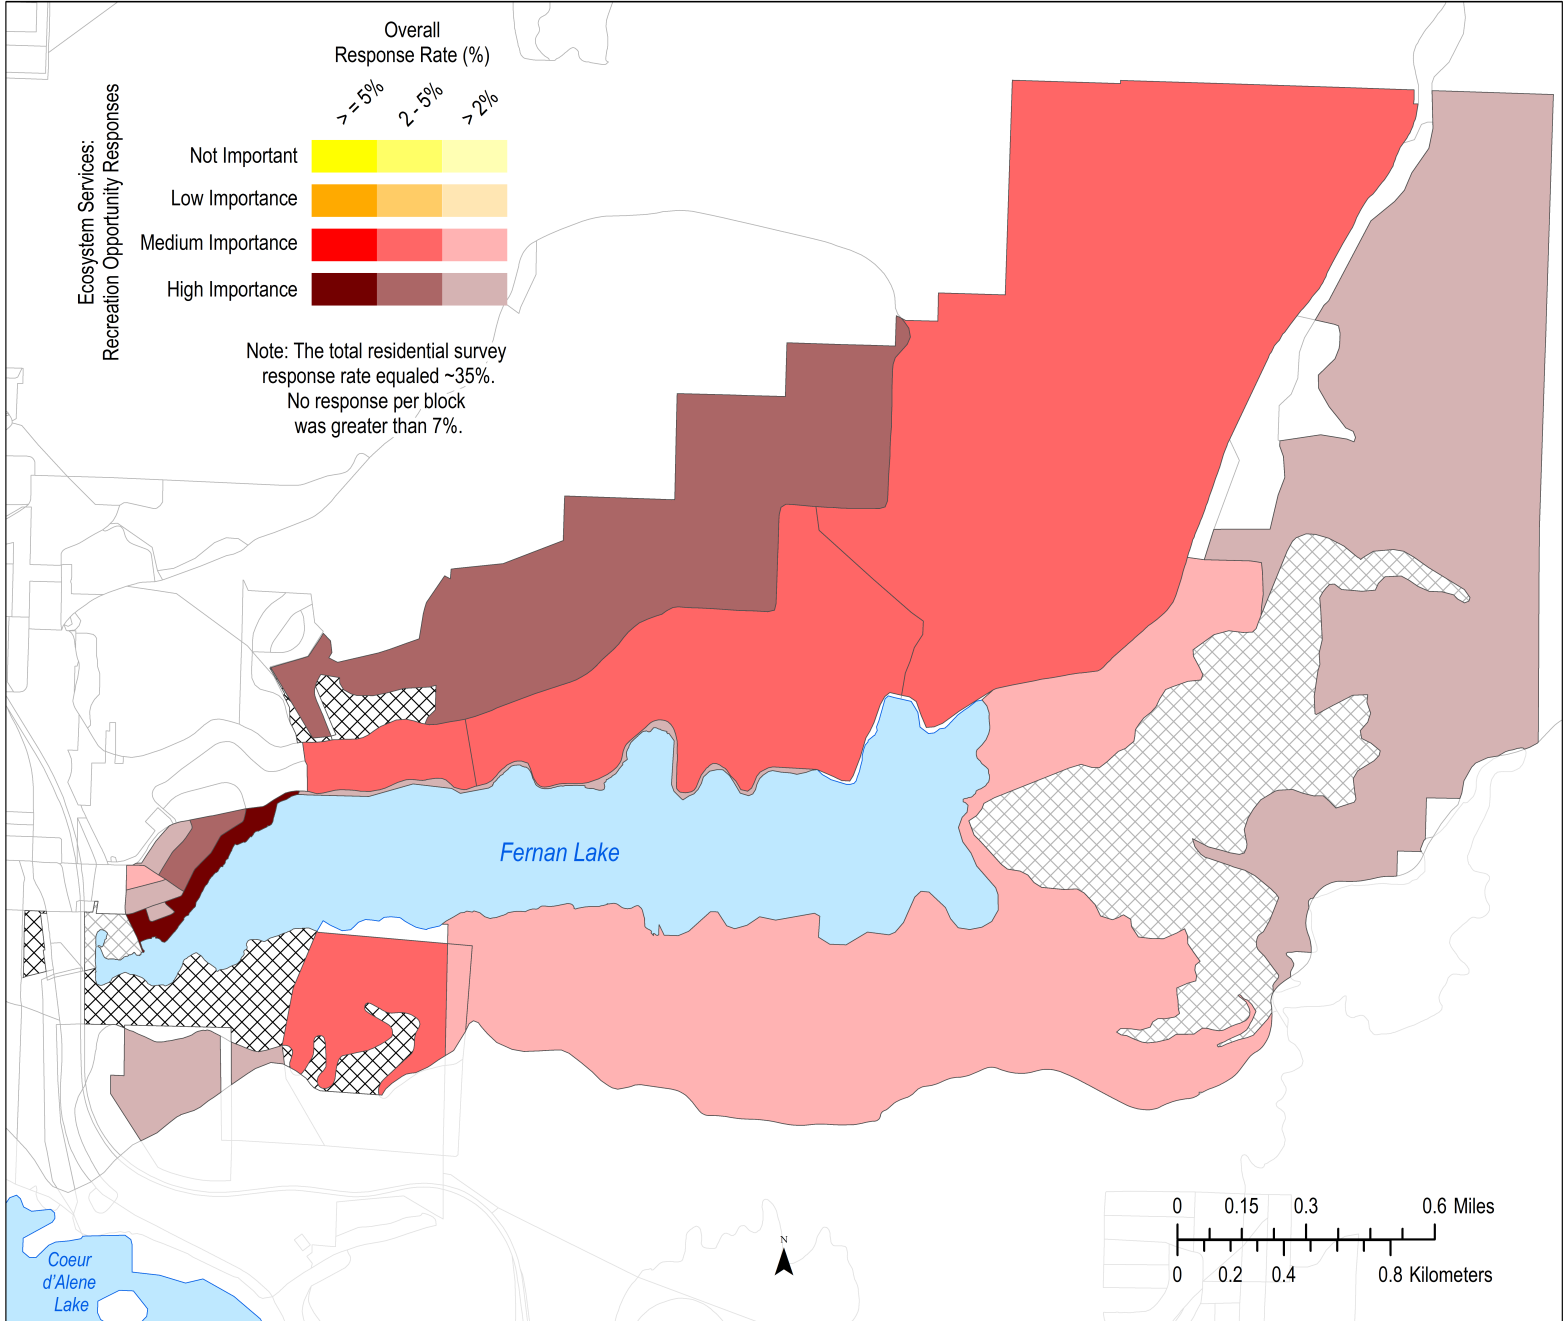 Overall
Response Rate (%)
> = 5%
2 - 5%
> 2%
Ecosystem Services:
Recreation Opportunity Responses
Not Important
Low Importance
Medium Importance
High Importance
Note: The total residential survey
response rate equaled ~35%.
No response per block
was greater than 7%.
Fernan Lake
Coeur
d'Alene
Lake
N
0 0.15 0.3 0.6 Miles
0 0.2 0.4 0.8 Kilometers